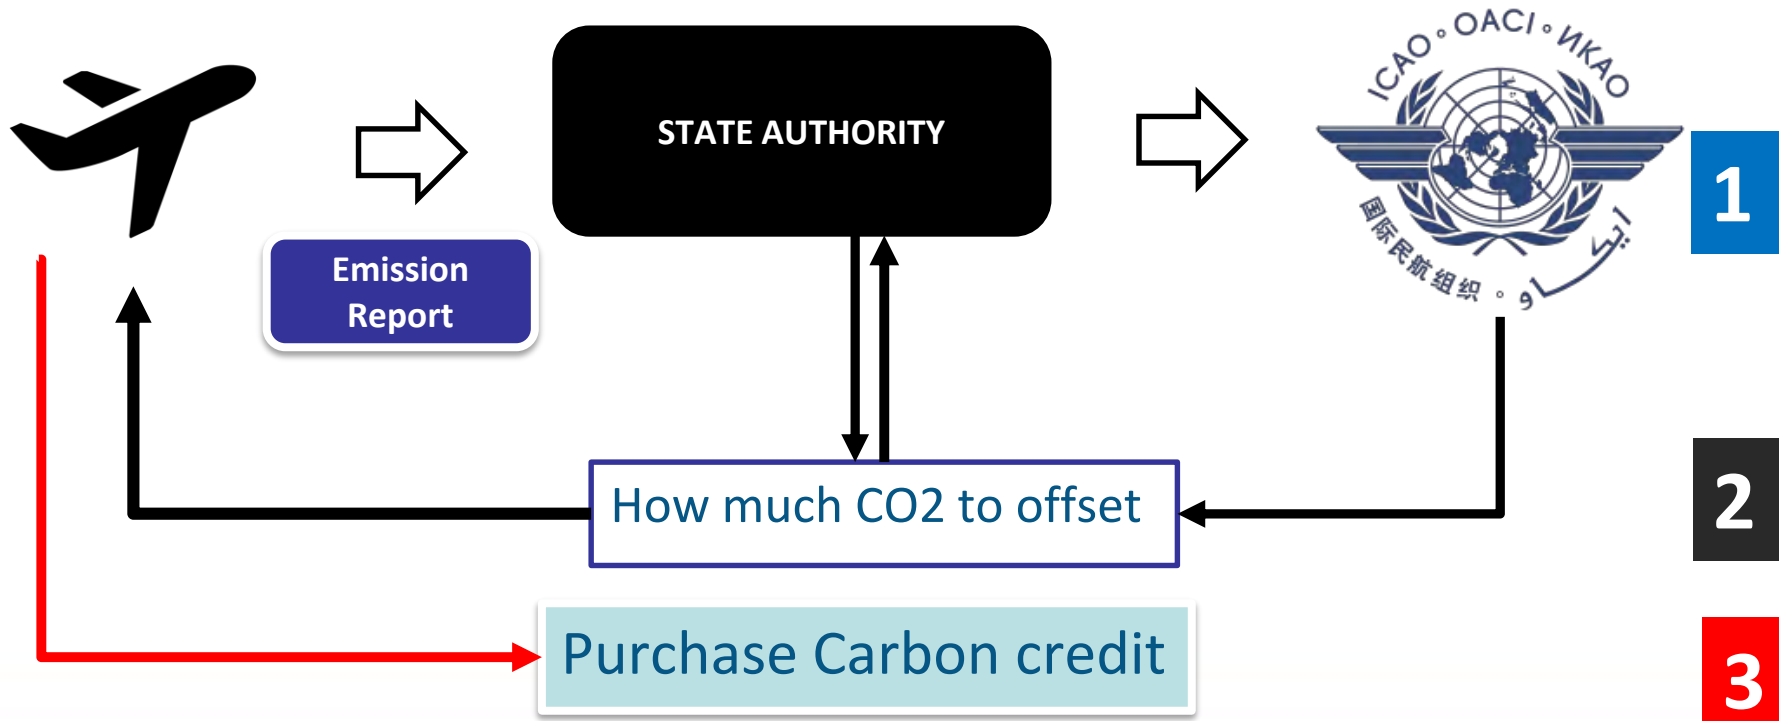 ICAO ° OACI ° ИКАО
STATE AUTHORITY
1
国际民航组织 ° ايكاو
Emission
Report
How much CO2 to offset
2
Purchase Carbon credit
3